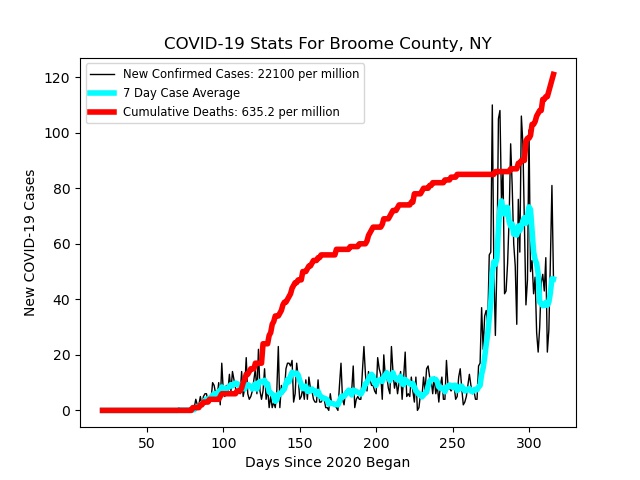 COVID-19 Stats For Broome County, NY
New Confirmed Cases: 22100 per million
7 Day Case Average
Cumulative Deaths: 635.2 per million
New COVID-19 Cases
120
100
80
60
40
20
0
50 100 150 200 250 300
Days Since 2020 Began